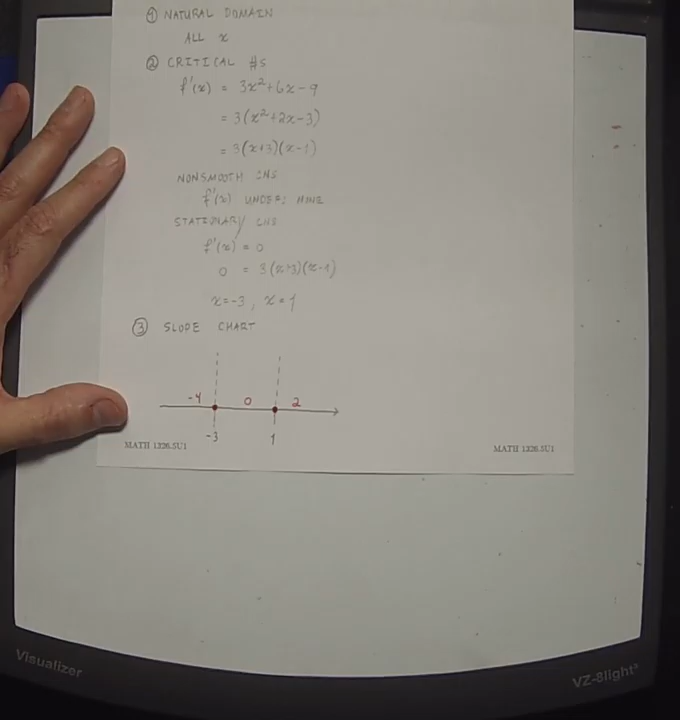 ① NATURAL DOMAIN
ALL x
② CRITICAL #S
f'(x) = 3x²+6x-9
= 3(x²+2x-3)
= 3(x+3)(x-1)
NONSMOOTH CNS
f'(x) UNDEF: NONE
STATIONARY CNS
f'(x) = 0
0 = 3(x+3)(x-1)
x=-3, x=1
③ SLOPE CHART
-4 0 2
-3 1
MATH 1326.5U1 MATH 1326.5U1
Visualizer VZ-8light³